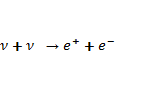 ν + ν → e⁺ + e⁻